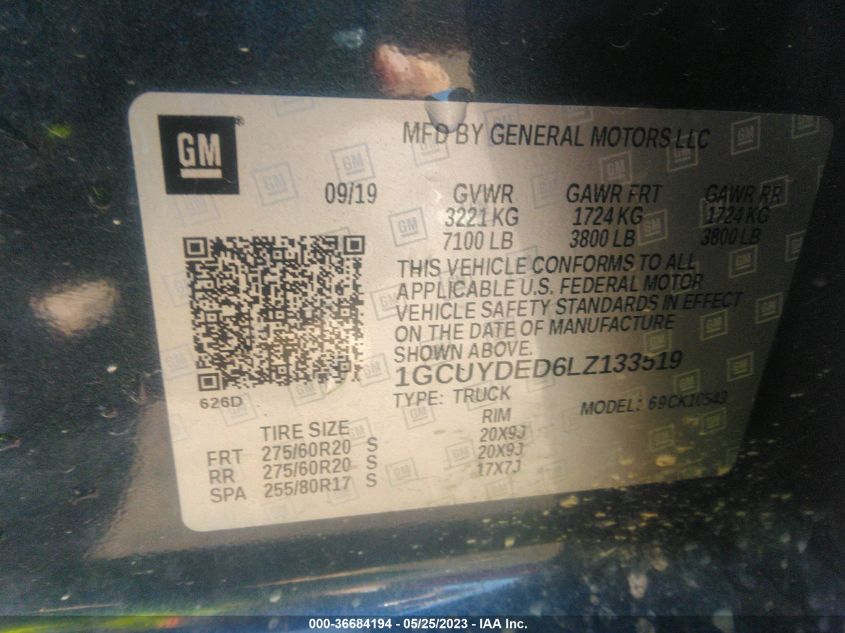 GM
MFD BY GENERAL MOTORS LLC
09/19 GVWR GAWR FRT GAWR RR
3221 KG 1724 KG 1724 KG
7100 LB 3800 LB 3800 LB
THIS VEHICLE CONFORMS TO ALL
APPLICABLE U.S. FEDERAL MOTOR
VEHICLE SAFETY STANDARDS IN EFFECT
ON THE DATE OF MANUFACTURE
SHOWN ABOVE.
1GCUYDED6LZ133519
626D
TYPE: TRUCK MODEL: 69CK10543
TIRE SIZE RIM
FRT 275/60R20 S 20X9J
RR 275/60R20 S 20X9J
SPA 255/80R17 S 17X7J
000-36684194 - 05/25/2023 - IAA Inc.